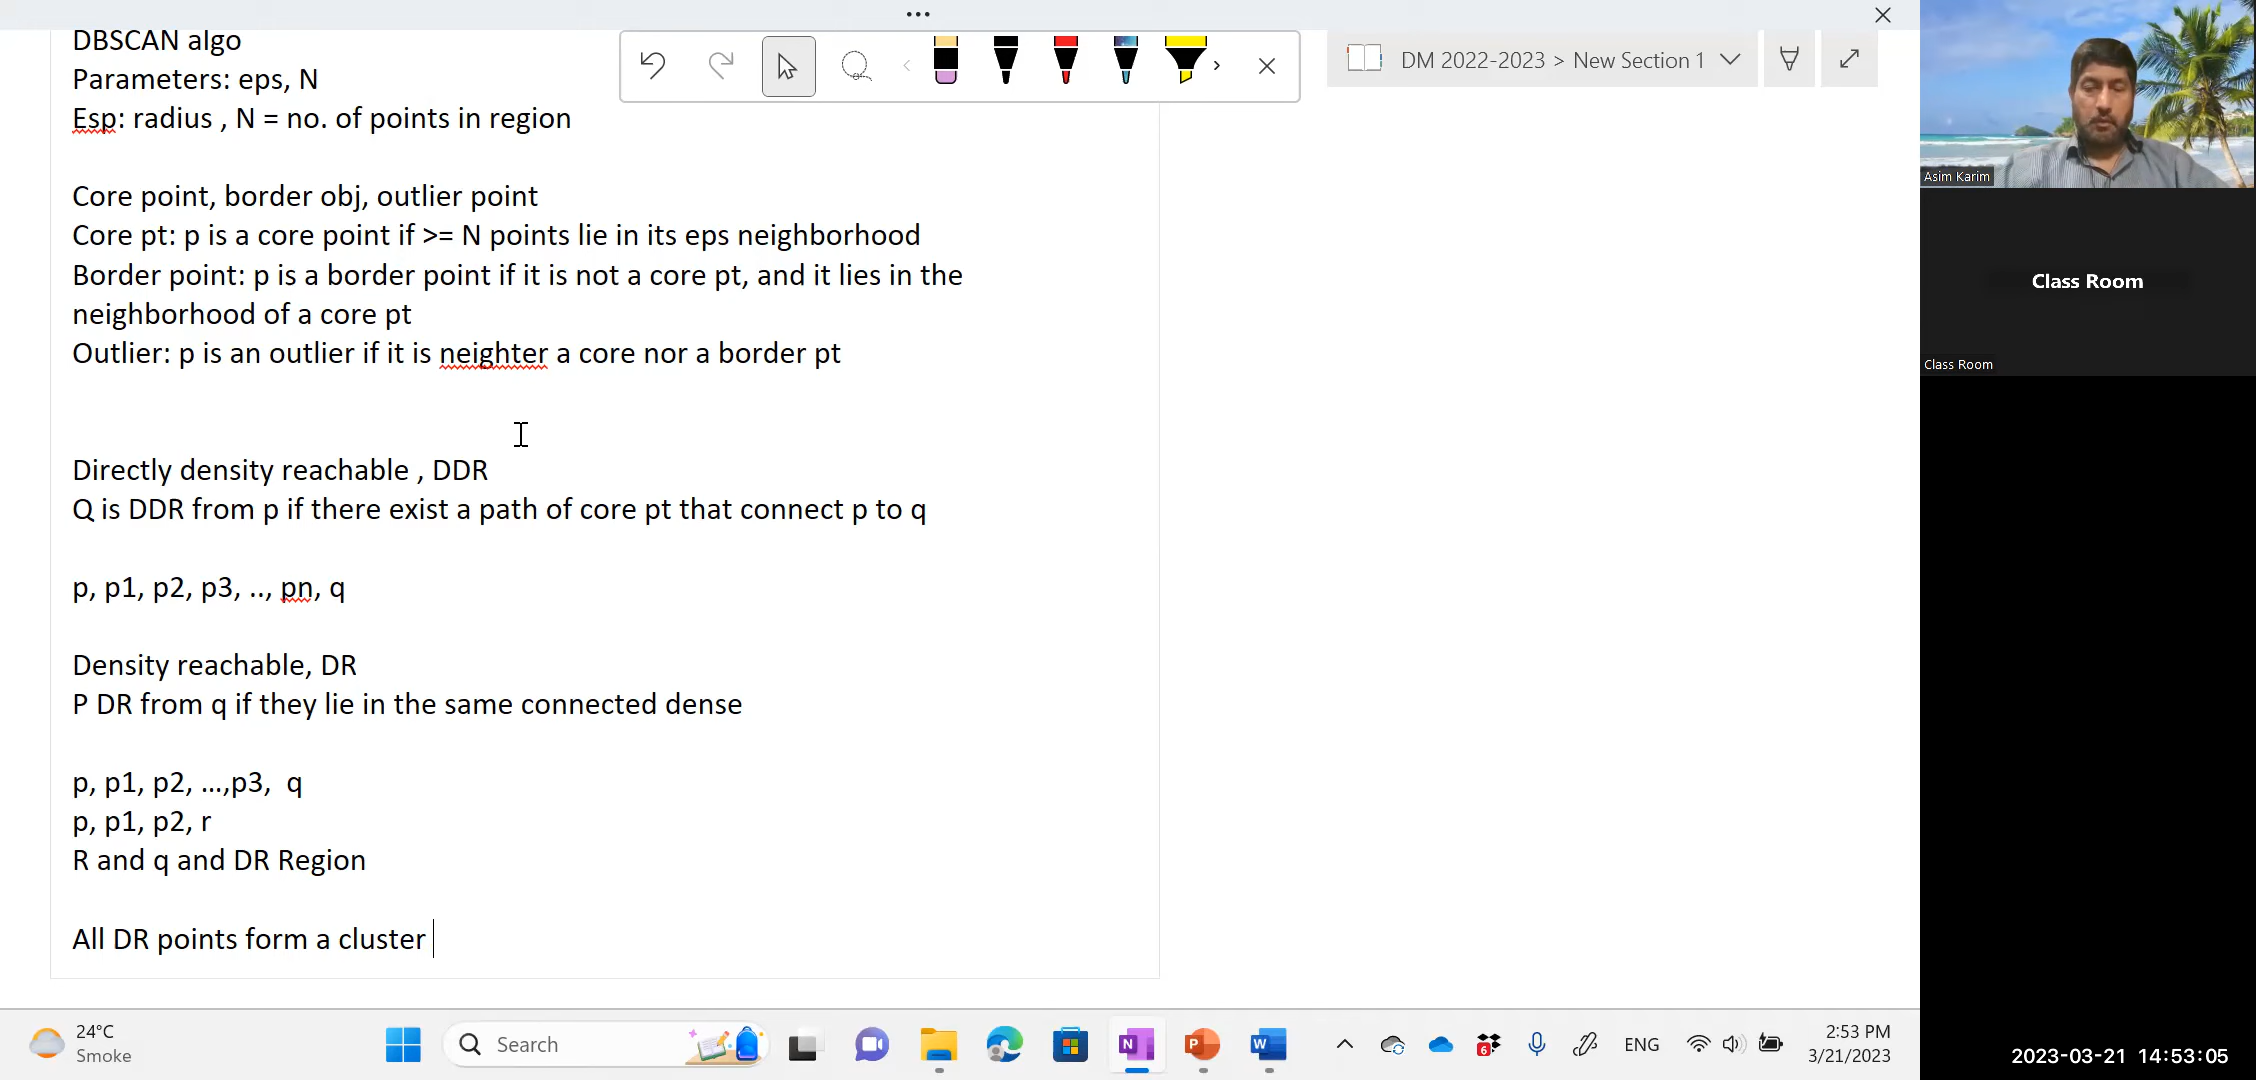 DBSCAN algo
Parameters: eps, N
Esp: radius , N = no. of points in region
Core point, border obj, outlier point
Core pt: p is a core point if >= N points lie in its eps neighborhood
Border point: p is a border point if it is not a core pt, and it lies in the
neighborhood of a core pt
Outlier: p is an outlier if it is neighter a core nor a border pt
Directly density reachable , DDR
Q is DDR from p if there exist a path of core pt that connect p to q
p, p1, p2, p3, .., pn, q
Density reachable, DR
P DR from q if they lie in the same connected dense
p, p1, p2, ...,p3,  q
p, p1, p2, r
R and q and DR Region
All DR points form a cluster
DM 2022-2023 > New Section 1
Asim Karim
Class Room
Class Room
24°C
Smoke
Search
N
P
W
6
ENG
2:53 PM
3/21/2023
2023-03-21 14:53:05